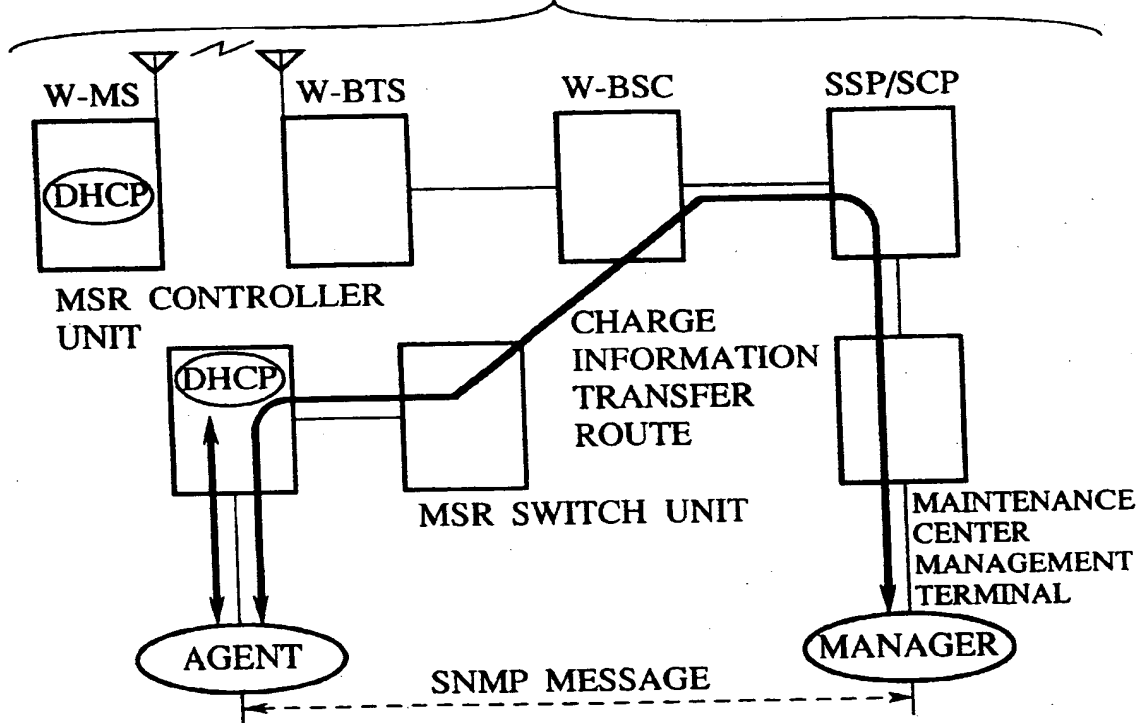 W-MS
W-BTS
W-BSC
SSP/SCP
DHCP
MSR CONTROLLER
UNIT
DHCP
CHARGE
INFORMATION
TRANSFER
ROUTE
MSR SWITCH UNIT
MAINTENANCE
CENTER
MANAGEMENT
TERMINAL
AGENT
MANAGER
SNMP MESSAGE